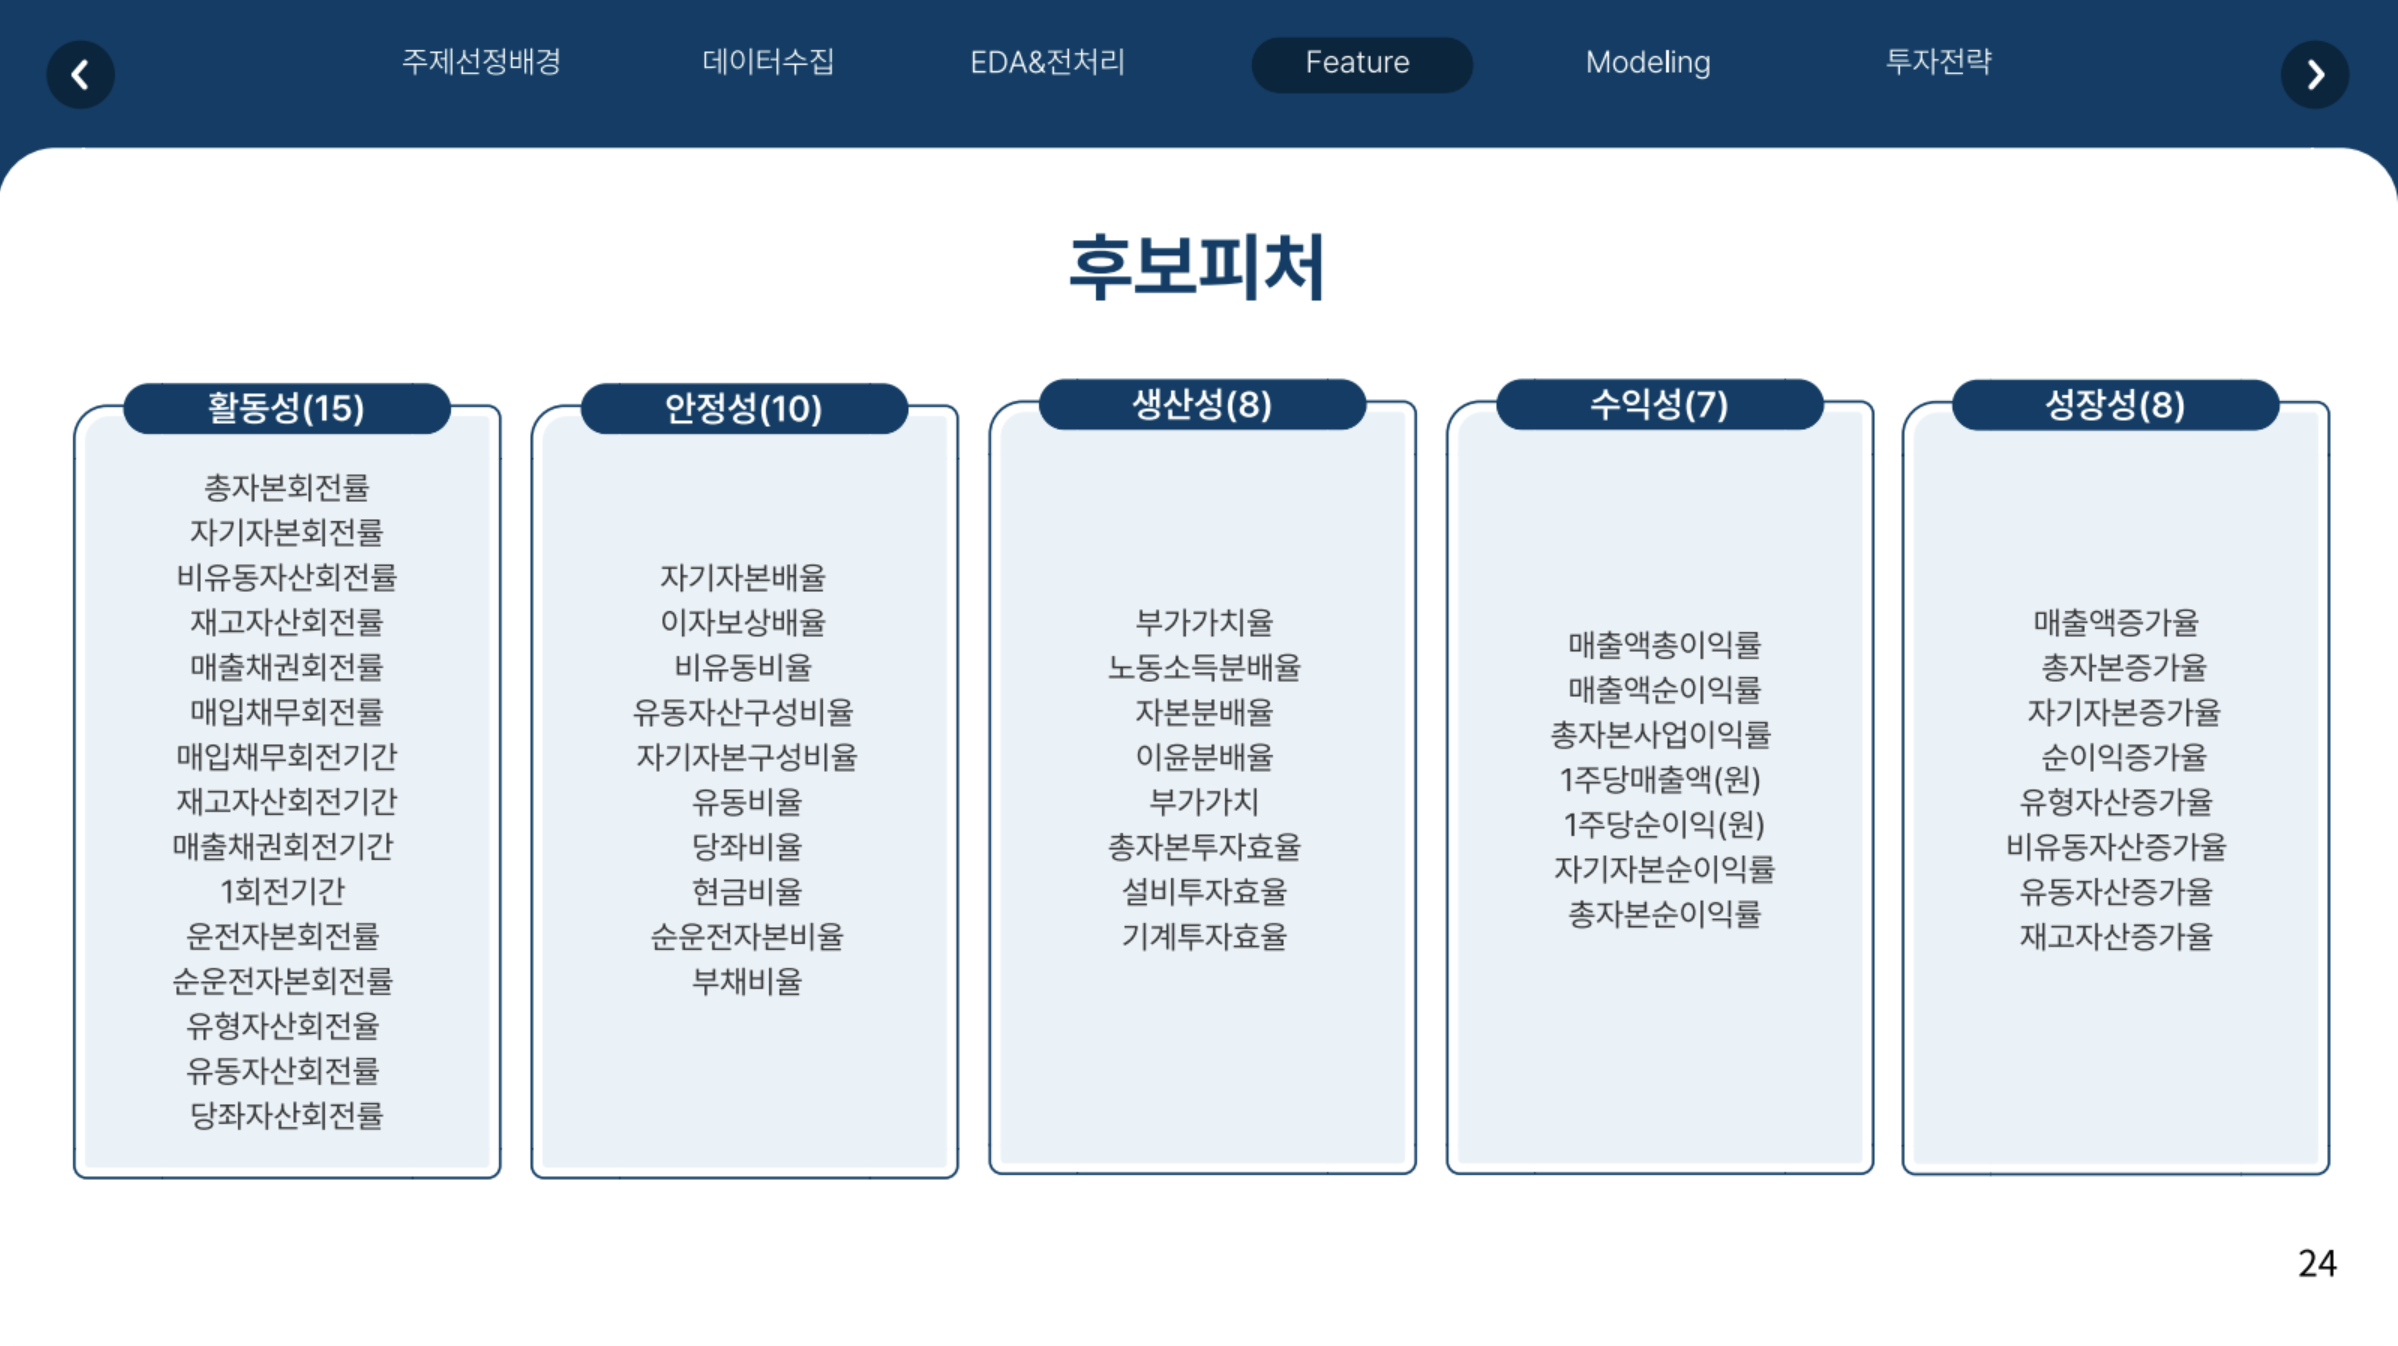 주제선정배경
데이터수집
EDA&전처리
Feature
Modeling
투자전략
후보피처
활동성(15)
총자본회전률
자기자본회전률
비유동자산회전률
재고자산회전률
매출채권회전률
매입채무회전률
매입채무회전기간
재고자산회전기간
매출채권회전기간
1회전기간
운전자본회전률
순운전자본회전률
유형자산회전율
유동자산회전률
당좌자산회전률
안정성(10)
자기자본배율
이자보상배율
비유동비율
유동자산구성비율
자기자본구성비율
유동비율
당좌비율
현금비율
순운전자본비율
부채비율
생산성(8)
부가가치율
노동소득분배율
자본분배율
이윤분배율
부가가치
총자본투자효율
설비투자효율
기계투자효율
수익성(7)
매출액총이익률
매출액순이익률
총자본사업이익률
1주당매출액(원)
1주당순이익(원)
자기자본순이익률
총자본순이익률
성장성(8)
매출액증가율
총자본증가율
자기자본증가율
순이익증가율
유형자산증가율
비유동자산증가율
유동자산증가율
재고자산증가율
24